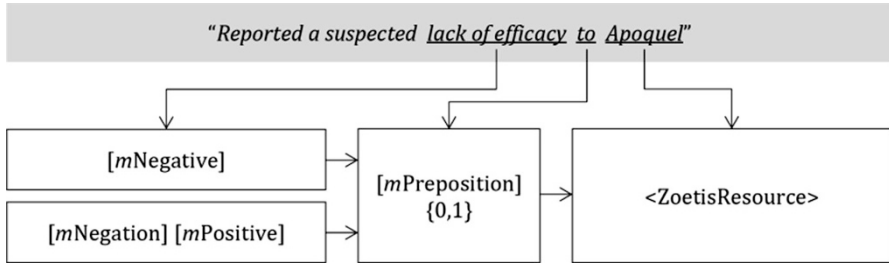 “Reported a suspected lack of efficacy to Apoquel”
[mNegative]
[mPreposition]
{0,1}
<ZoetisResource>
[mNegation] [mPositive]